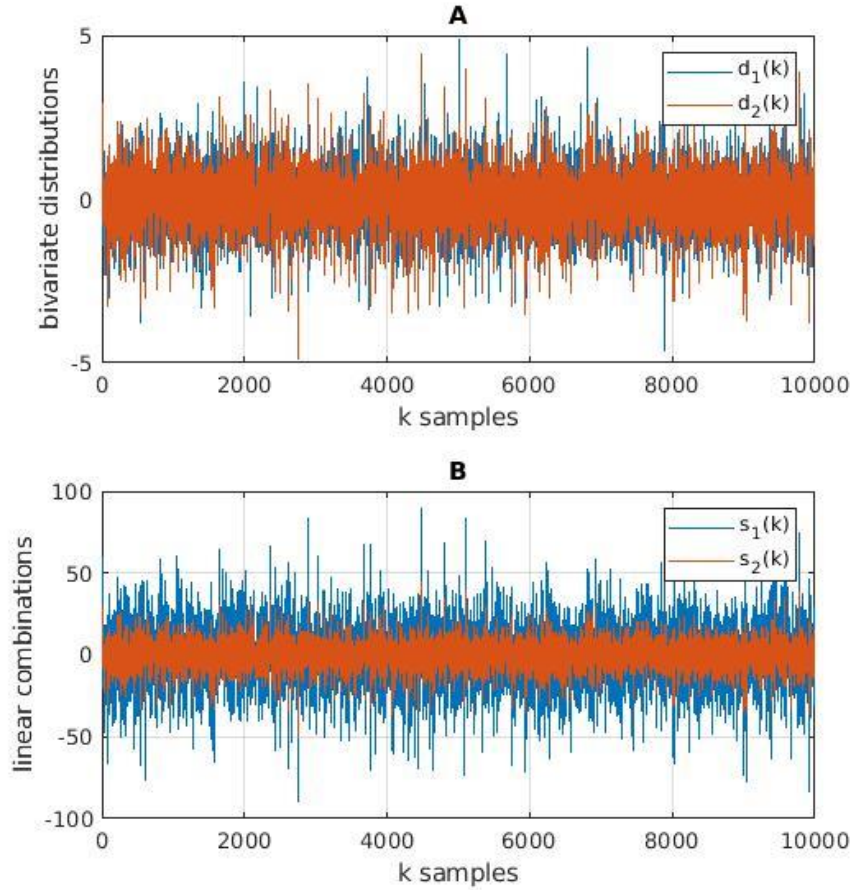 A
bivariate distributions
5
0
-5
d1(k)
d2(k)
0 2000 4000 6000 8000 10000
k samples
B
linear combinations
100
50
0
-50
-100
s1(k)
s2(k)
0 2000 4000 6000 8000 10000
k samples